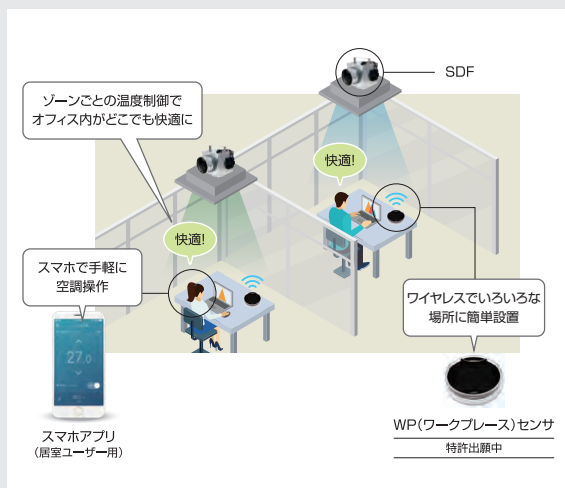 SDF
ゾーンごとの温度制御で
オフィス内がどこでも快適に
快適!
快適!
スマホで手軽に
空調操作
ワイヤレスでいろいろな
場所に簡単設置
27.0
スマホアプリ
(居室ユーザー用)
WP(ワークプレース)センサ
特許出願中